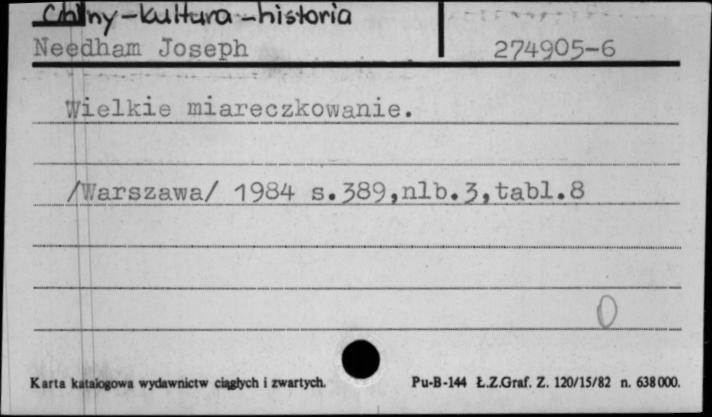 Chiny-kultura-historia
Needham Joseph 274905-6
Wielkie miareczkowanie.
/Warszawa/ 1984 s.389,nlb.3,tabl.8
0
Karta katalogowa wydawnictw ciągłych i zwartych. Pu-B-144 Ł.Z.Graf. Z. 120/15/82 n. 638000.